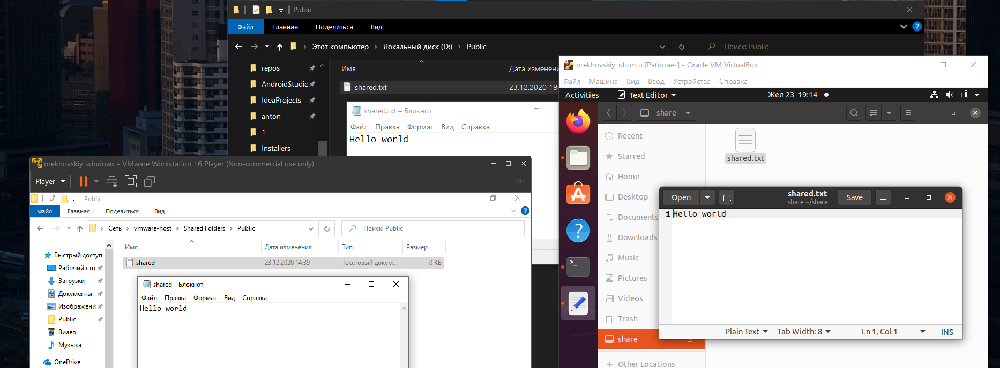 Public
Файл Главная Поделиться Вид
Этот компьютер › Локальный диск (D:) › Public
Поиск: Public
repos
AndroidStudic
IdeaProjects
anton
1
Installers
Имя Дата изменени
shared.txt 23.12.2020 19:
shared.txt – Блокнот
Файл Правка Формат Вид Справка
Hello world
orekhovskiy_windows - VMware Workstation 16 Player (Non-commercial use only)
Player
Public
Файл Главная Поделиться Вид
Сеть › vmware-host › Shared Folders › Public
Поиск: Public
Быстрый доступ
Рабочий сто.
Загрузки
Документы
Изображени
Public
Видео
Музыка
OneDrive
Имя Дата изменения Тип Размер
shared 23.12.2020 14:39 Текстовый докум... 0 КБ
shared – Блокнот
Файл Правка Формат Вид Справка
Hello world
orekhovskiy_ubuntu [Работает] - Oracle VM VirtualBox
Файл Машина Вид Ввод Устройства Справка
Activities Text Editor Жел 23 19:14
share
Recent
Starred
Home
Desktop
Documents
Downloads
Music
Pictures
Videos
Trash
share
+ Other Locations
shared.txt
Open shared.txt Save
share ~/share
1 Hello world
Plain Text Tab Width: 8 Ln 1, Col 1 INS